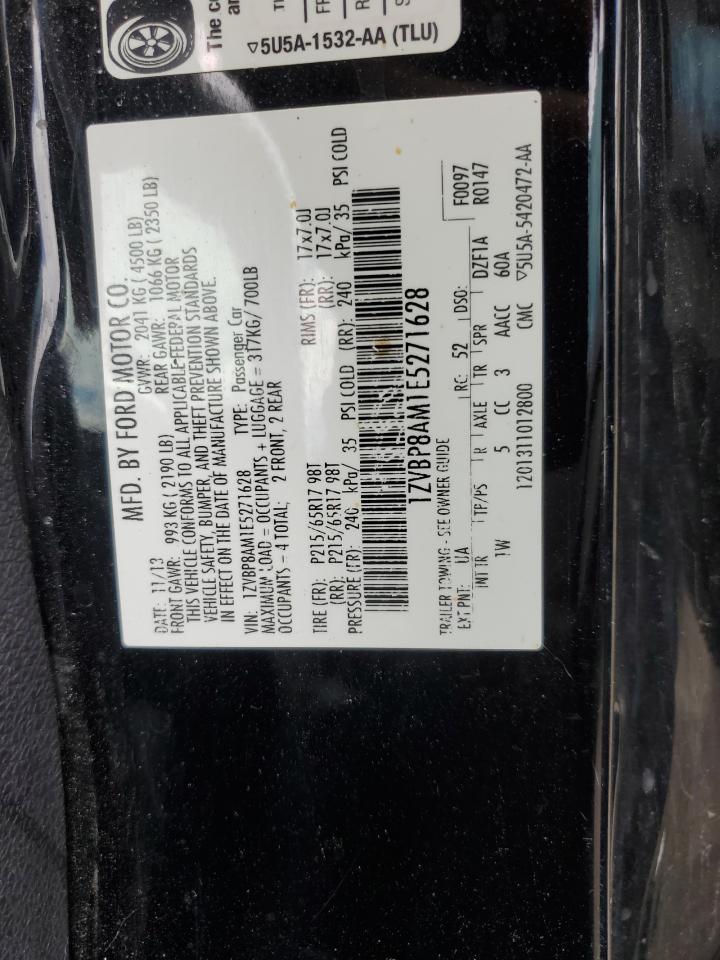 The c
an
TI
FR
R
S
▽5U5A-1532-AA (TLU)
MFD. BY FORD MOTOR CO.
DATE: 11/13 GVWR: 2041 KG (4500 LB)
FRONT GAWR: 993 KG (2190 LB) REAR GAWR: 1066 KG (2350 LB)
THIS VEHICLE CONFORMS TO ALL APPLICABLE FEDERAL MOTOR
VEHICLE SAFETY, BUMPER, AND THEFT PREVENTION STANDARDS
IN EFFECT ON THE DATE OF MANUFACTURE SHOWN ABOVE.
VIN: 1ZVBP8AM1E5271628 TYPE: Passenger Car
MAXIMUM LOAD = OCCUPANTS + LUGGAGE = 317KG/700LB
OCCUPANTS = 4 TOTAL: 2 FRONT, 2 REAR
TIRE (FR): P215/65R17 98T RIMS (FR): 17x7.0J
(RR): P215/65R17 98T (RR): 17x7.0J
PRESSURE (FR): 240 kPa/ 35 PSI COLD (RR): 240 kPa/ 35 PSI COLD
1ZVBP8AM1E5271628
TRAILER TOWING - SEE OWNER GUIDE F0097
EXT PNT: UA RC: 52 DSO: R0147
INT TR TP/PS R AXLE TR SPR DZF1A
1W 5 CC 3 AACC 60A
1201311012800 CMC ▽5U5A-5420472-AA